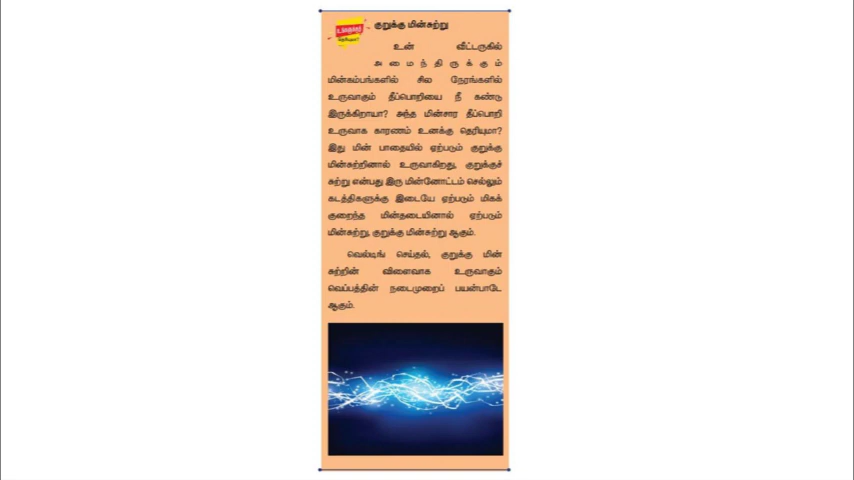 உங்களுக்குத்
தெரியுமா?
குறுக்கு மின்சுற்று
உன் வீட்டருகில்
அமைந்திருக்கும்
மின்கம்பங்களில் சில நேரங்களில்
உருவாகும் தீப்பொறியை நீ கண்டு
இருக்கிறாயா? அந்த மின்சார தீப்பொறி
உருவாக காரணம் உனக்கு தெரியுமா?
இது மின் பாதையில் ஏற்படும் குறுக்கு
மின்சுற்றினால் உருவாகிறது, குறுக்குச்
சுற்று என்பது இரு மின்னோட்டம் செல்லும்
கடத்திகளுக்கு இடையே ஏற்படும் மிகக்
குறைந்த மின்தடையினால் ஏற்படும்
மின்சுற்று, குறுக்கு மின்சுற்று ஆகும்.
வெல்டிங் செய்தல், குறுக்கு மின்
சுற்றின் விளைவாக உருவாகும்
வெப்பத்தின் நடைமுறைப் பயன்பாடே
ஆகும்.